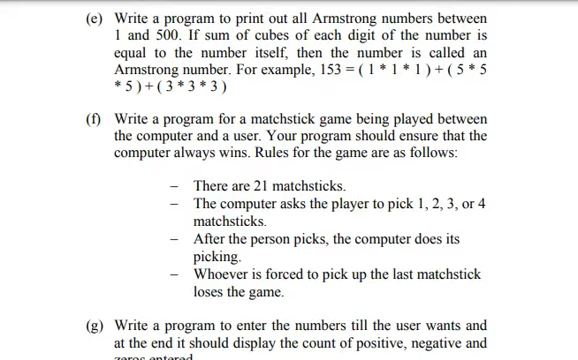 (e) Write a program to print out all Armstrong numbers between
1 and 500. If sum of cubes of each digit of the number is
equal to the number itself, then the number is called an
Armstrong number. For example, 153 = ( 1 * 1 * 1 ) + ( 5 * 5
* 5 ) + ( 3 * 3 * 3 )
(f) Write a program for a matchstick game being played between
the computer and a user. Your program should ensure that the
computer always wins. Rules for the game are as follows:
− There are 21 matchsticks.
− The computer asks the player to pick 1, 2, 3, or 4
matchsticks.
− After the person picks, the computer does its
picking.
− Whoever is forced to pick up the last matchstick
loses the game.
(g) Write a program to enter the numbers till the user wants and
at the end it should display the count of positive, negative and
zeros entered.